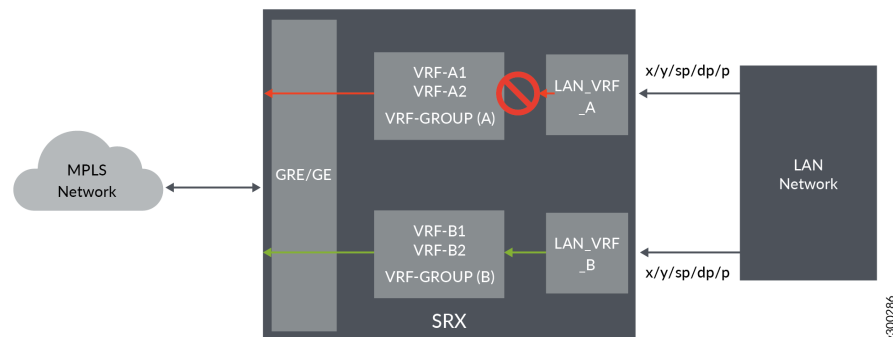 MPLS
Network
GRE/GE
VRF-A1
VRF-A2
VRF-GROUP (A)
LAN_VRF
_A
x/y/sp/dp/p
LAN
Network
VRF-B1
VRF-B2
VRF-GROUP (B)
LAN_VRF
_B
x/y/sp/dp/p
SRX